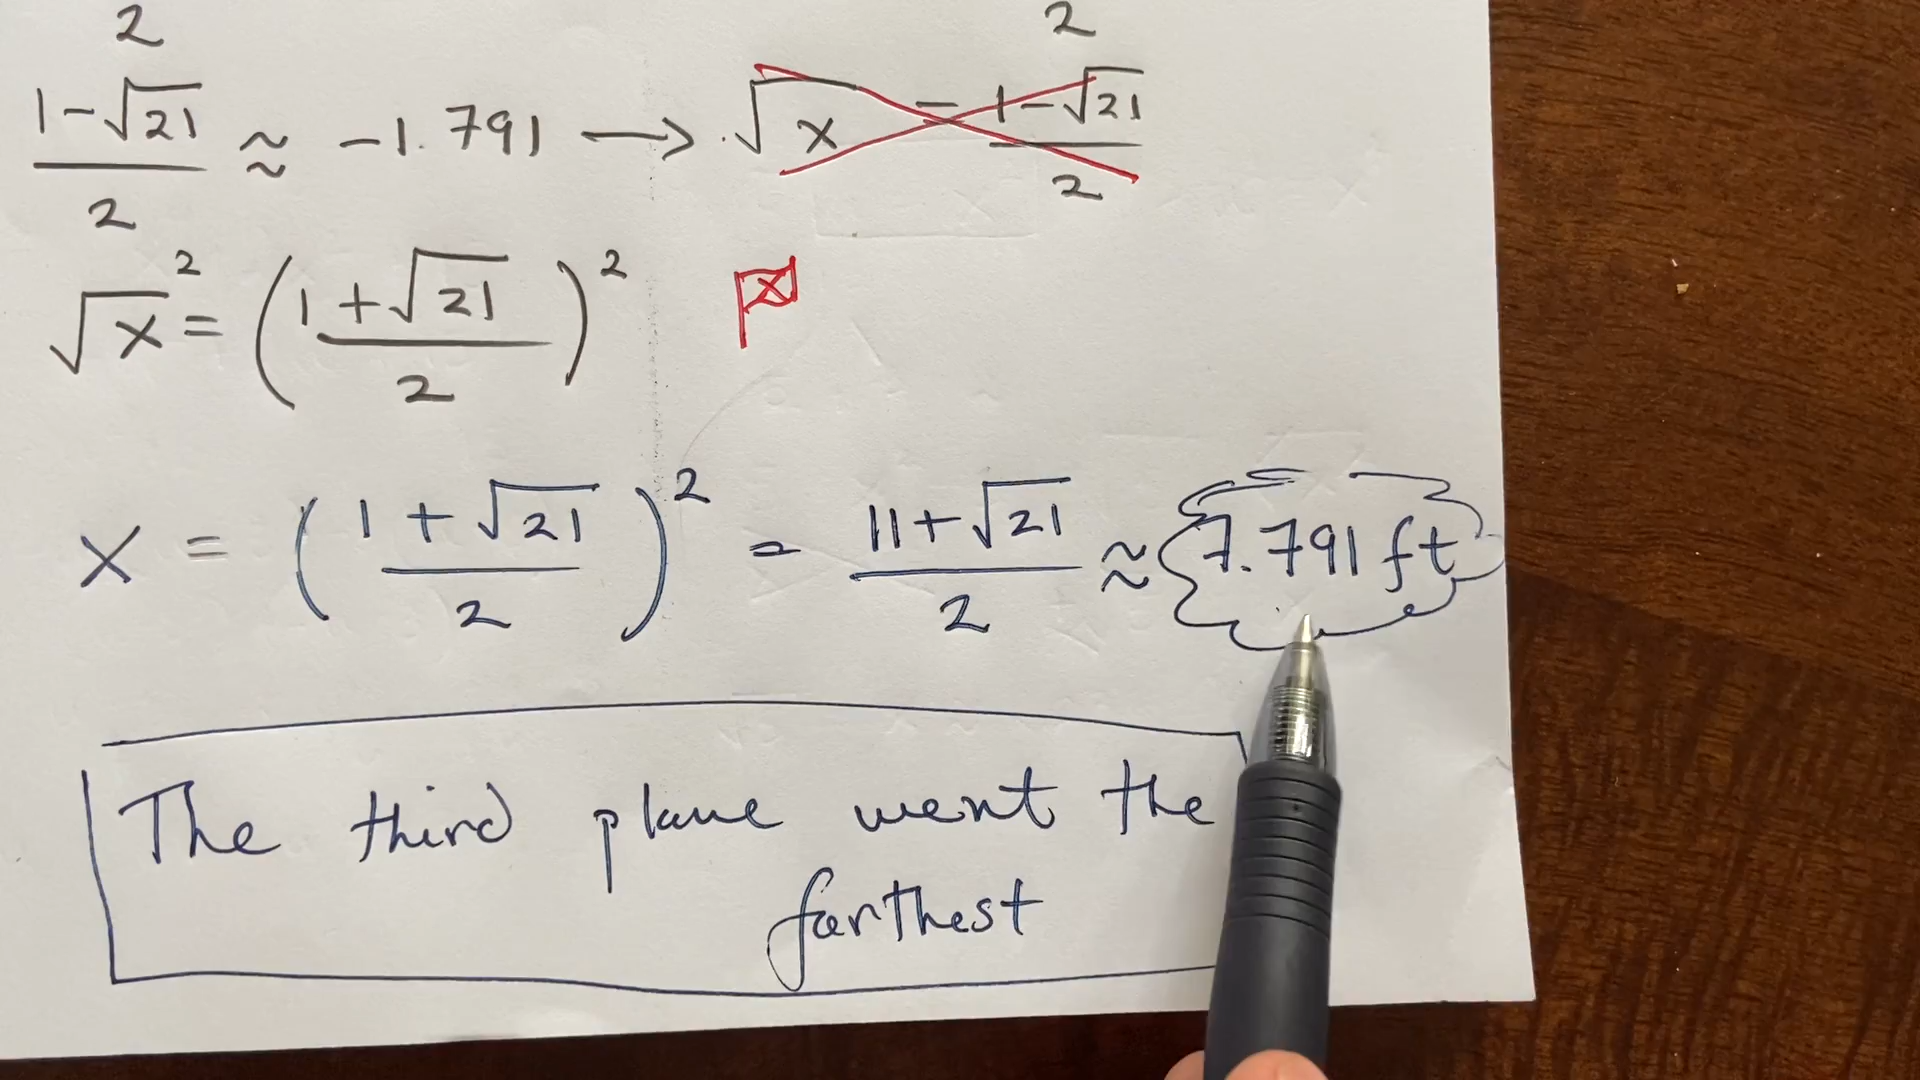 2
(1-√21)/2 ≈ -1.791 → √x = (1-√21)/2
√x² = ((1+√21)/2)²
x
x = ((1+√21)/2)² = (11+√21)/2 ≈ 7.791 ft
The third plane went the
farthest